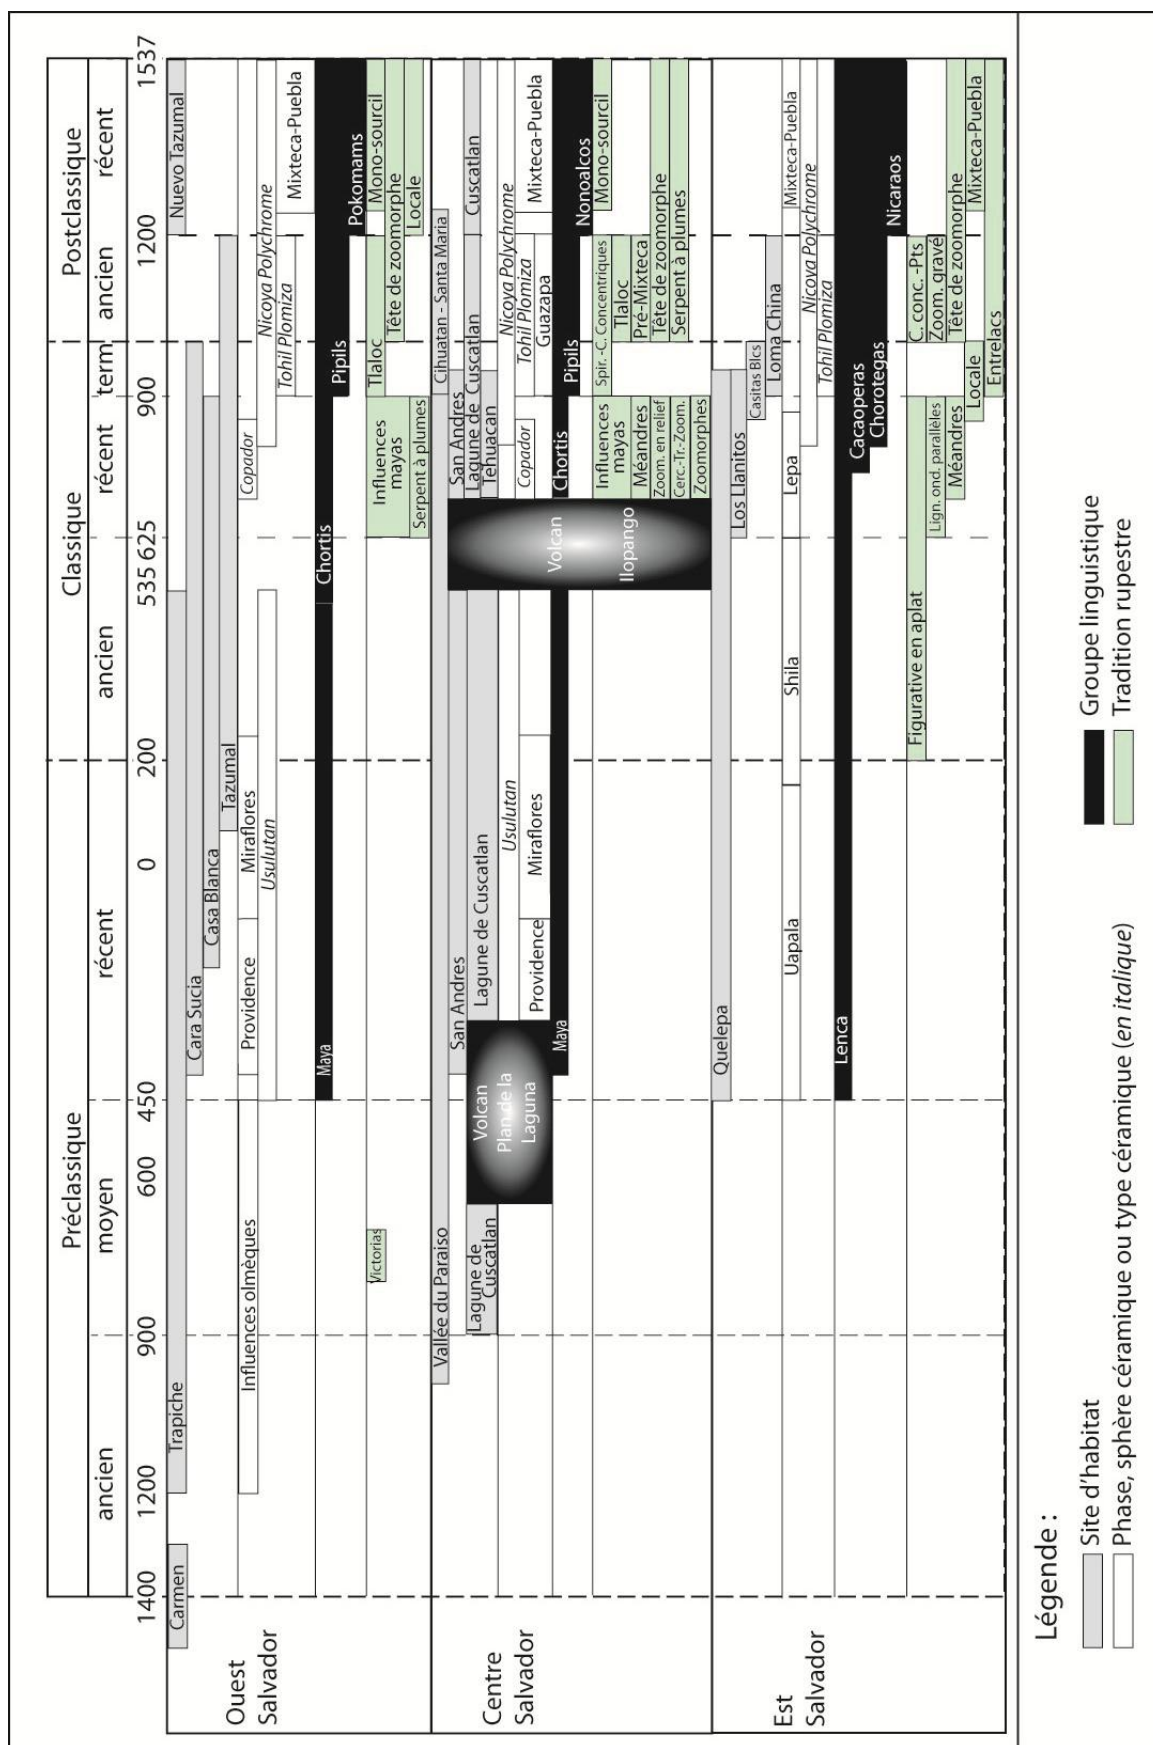 Préclassique
Classique
Postclassique
ancien
moyen
récent
ancien
récent
term
ancien
récent
1400
1200
900
600
450
0
200
535
625
900
1200
1537
Ouest
Salvador
Carmen
Trapiche
Nuevo Tazumal
Cara Sucia
Casa Blanca
Tazumal
Influences olmèques
Providence
Miraflores
Copador
Usulutan
Nicoya Polychrome
Tohil Plomiza
Mixteca-Puebla
Maya
Chortis
Pipils
Pokomams
Victorias
Influences
mayas
Tlaloc
Mono-sourcil
Tête de zoomorphe
Serpent à plumes
Locale
Centre
Salvador
Vallée du Paraiso
Cihuatan - Santa Maria
San Andres
San Andres
Lagune de
Cuscatlan
Lagune de Cuscatlan
Lagune de Cuscatlan
Cuscatlan
Tehuacan
Volcan
Plan de la
Laguna
Volcan
Ilopango
Usulutan
Nicoya Polychrome
Providence
Miraflores
Copador
Tohil Plomiza
Mixteca-Puebla
Guazapa
Maya
Chortis
Pipils
Nonoalcos
Influences
mayas
Spir.-C. Concentriques
Mono-sourcil
Tlaloc
Méandres
Pré-Mixteca
Zoom. en relief
Tête de zoomorphe
Cerc.-Tr.-Zoom.
Serpent à plumes
Zoomorphes
Est
Salvador
Quelepa
Los Llanitos
Casitas Blcs
Loma China
Uapala
Shila
Lepa
Mixteca-Puebla
Nicoya Polychrome
Tohil Plomiza
Lenca
Cacaoperas
Chorotegas
Nicaraos
Figurative en aplat
C. conc. -Pts
Lign. ond. parallèles
Zoom. gravé
Méandres
Tête de zoomorphe
Locale
Mixteca-Puebla
Entrelacs
Légende :
Site d'habitat
Phase, sphère céramique ou type céramique (en italique)
Groupe linguistique
Tradition rupestre